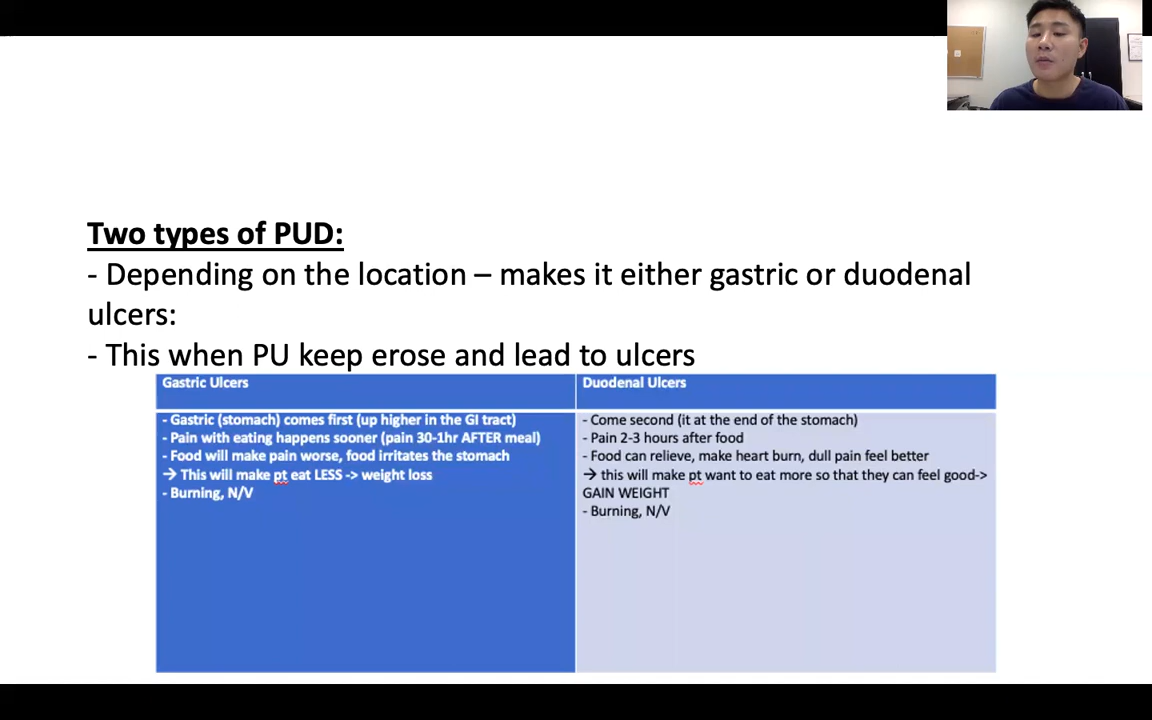 Two types of PUD:
- Depending on the location – makes it either gastric or duodenal
ulcers:
- This when PU keep erose and lead to ulcers
Gastric Ulcers
- Gastric (stomach) comes first (up higher in the GI tract)
- Pain with eating happens sooner (pain 30-1hr AFTER meal)
- Food will make pain worse, food irritates the stomach
→ This will make pt eat LESS -> weight loss
- Burning, N/V
Duodenal Ulcers
- Come second (it at the end of the stomach)
- Pain 2-3 hours after food
- Food can relieve, make heart burn, dull pain feel better
→ this will make pt want to eat more so that they can feel good->
GAIN WEIGHT
- Burning, N/V